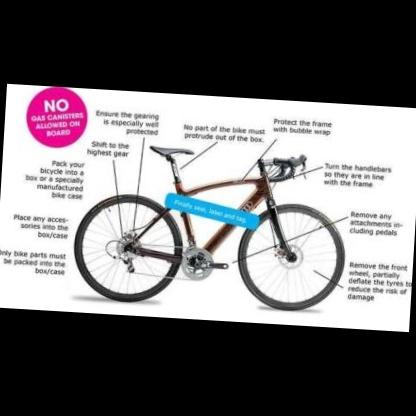 NO
GAS CANISTERS
ALLOWED ON
BOARD
Ensure the gearing
is especially well
protected
Shift to the
highest gear
Pack your
bicycle into a
box or a specially
manufactured
bike case
Place any acces-
sories into the
box/case
Only bike parts must
be packed into the
box/case
No part of the bike must
protrude out of the box.
Protect the frame
with bubble wrap
Turn the handlebars
so they are in line
with the frame
Finally seal, label and tag.
Remove any
attachments in-
cluding pedals
Remove the front
wheel, partially
deflate the tyres to
reduce the risk of
damage